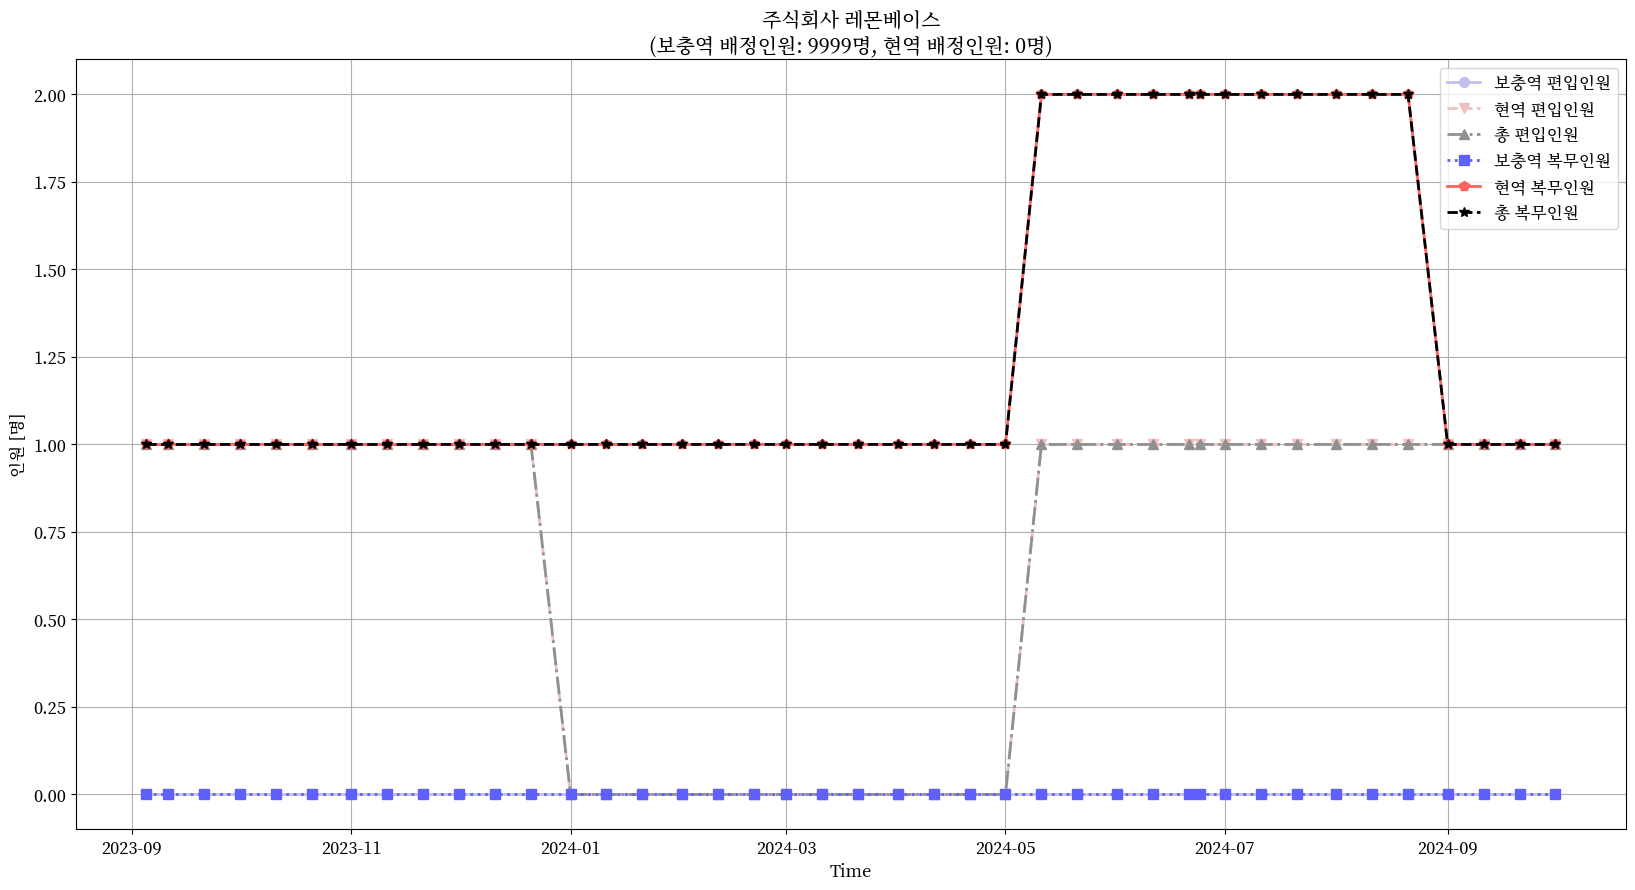 주식회사 레몬베이스
(보충역 배정인원: 9999명, 현역 배정인원: 0명)
보충역 편입인원
현역 편입인원
총 편입인원
보충역 복무인원
현역 복무인원
총 복무인원
인원 [명]
2.00
1.75
1.50
1.25
1.00
0.75
0.50
0.25
0.00
2023-09
2023-11
2024-01
2024-03
2024-05
2024-07
2024-09
Time